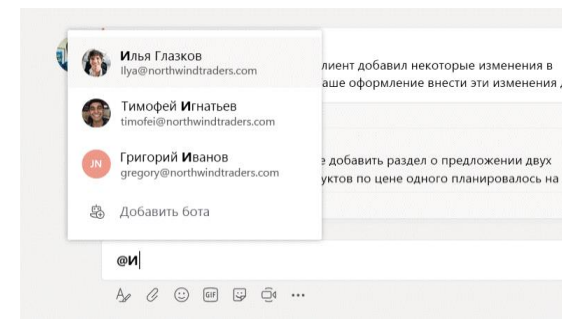 Илья Глазков
Ilya@northwindtraders.com
лиент добавил некоторые изменения в
аше оформление внести эти изменения
Тимофей Игнатьев
timofei@northwindtraders.com
JN
Григорий Иванов
gregory@northwindtraders.com
е добавить раздел о предложении двух
уктов по цене одного планировалось на
Добавить бота
@И
GIF